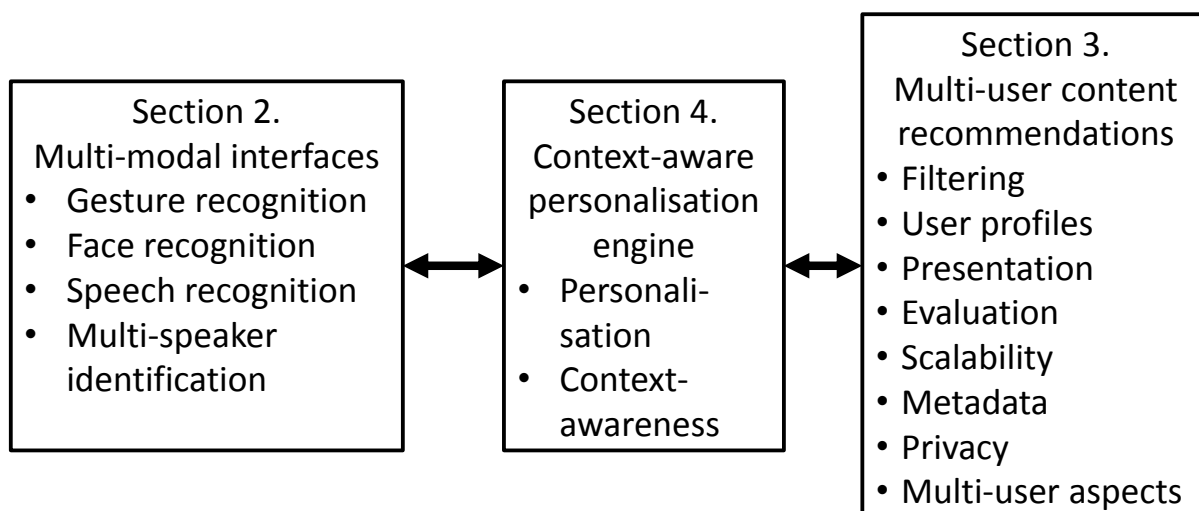 Section 2.
Multi-modal interfaces
• Gesture recognition
• Face recognition
• Speech recognition
• Multi-speaker
identification
Section 4.
Context-aware
personalisation
engine
• Personali-
sation
• Context-
awareness
Section 3.
Multi-user content
recommendations
• Filtering
• User profiles
• Presentation
• Evaluation
• Scalability
• Metadata
• Privacy
• Multi-user aspects